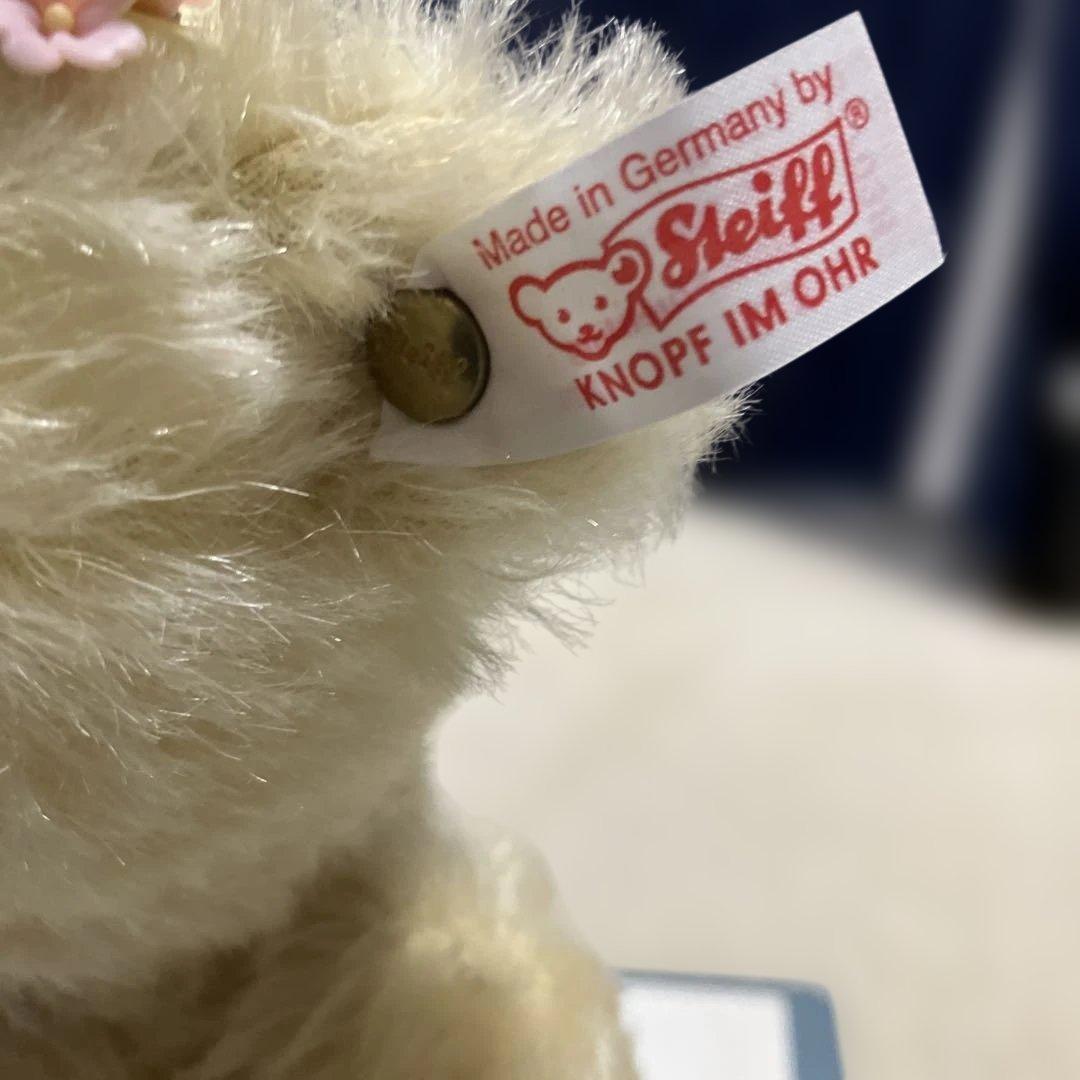 Made in Germany by
Steiff®
KNOPF IM OHR